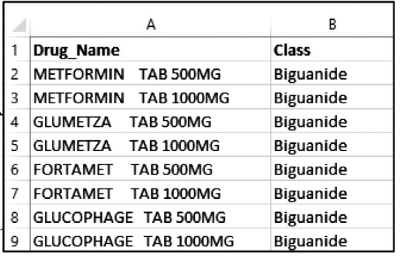 A B
1 Drug_Name Class
2 METFORMIN TAB 500MG Biguanide
3 METFORMIN TAB 1000MG Biguanide
4 GLUMETZA TAB 500MG Biguanide
5 GLUMETZA TAB 1000MG Biguanide
6 FORTAMET TAB 500MG Biguanide
7 FORTAMET TAB 1000MG Biguanide
8 GLUCOPHAGE TAB 500MG Biguanide
9 GLUCOPHAGE TAB 1000MG Biguanide